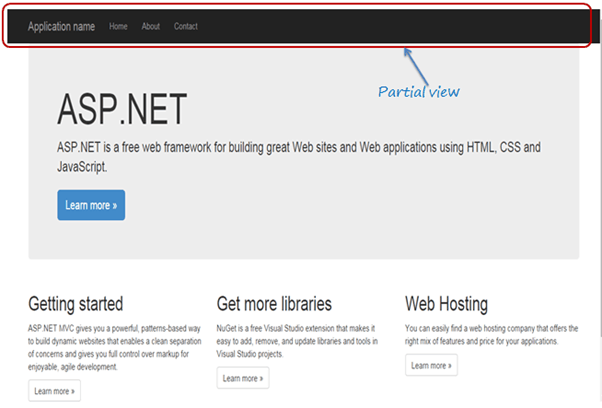 Application name Home About Contact
Partial view
ASP.NET
ASP.NET is a free web framework for building great Web sites and Web applications using HTML, CSS and
JavaScript.
Learn more »
Getting started
ASP.NET MVC gives you a powerful, patterns-based way
to build dynamic websites that enables a clean separation
of concerns and gives you full control over markup for
enjoyable, agile development.
Learn more »
Get more libraries
NuGet is a free Visual Studio extension that makes it
easy to add, remove, and update libraries and tools in
Visual Studio projects.
Learn more »
Web Hosting
You can easily find a web hosting company that offers the
right mix of features and price for your applications.
Learn more »